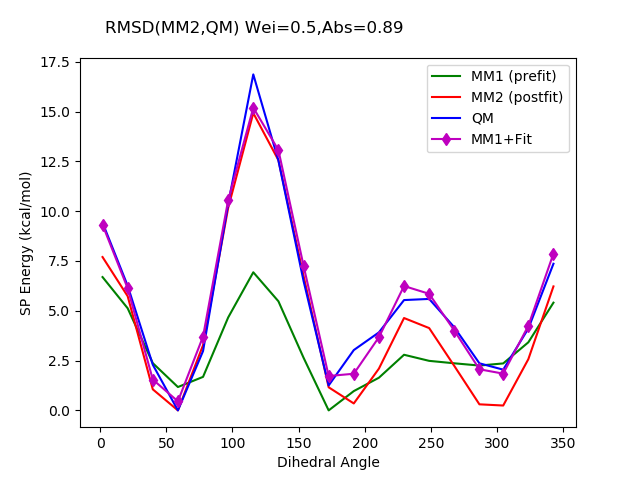 RMSD(MM2,QM) Wei=0.5,Abs=0.89
17.5
15.0
12.5
10.0
7.5
5.0
2.5
0.0
SP Energy (kcal/mol)
MM1 (prefit)
MM2 (postfit)
QM
MM1+Fit
0 50 100 150 200 250 300 350
Dihedral Angle